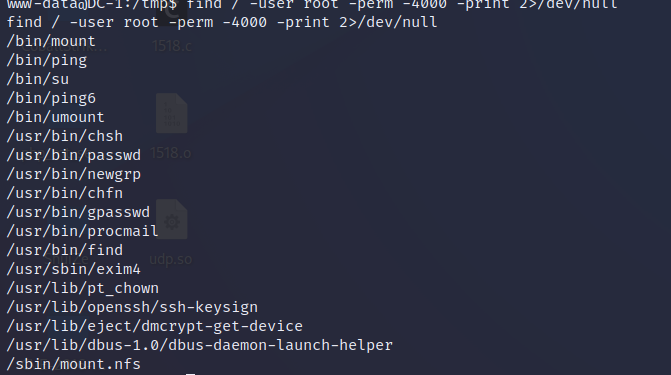 www-data@DC-1:/tmp$ find / -user root -perm -4000 -print 2>/dev/null
find / -user root -perm -4000 -print 2>/dev/null
/bin/mount
1518.c
/bin/ping
/bin/su
/bin/ping6
/bin/umount
/usr/bin/chsh
/usr/bin/passwd
1518.o
/usr/bin/newgrp
/usr/bin/chfn
/usr/bin/gpasswd
/usr/bin/procmail
/usr/bin/find
udp.so
/usr/sbin/exim4
/usr/lib/pt_chown
/usr/lib/openssh/ssh-keysign
/usr/lib/eject/dmcrypt-get-device
/usr/lib/dbus-1.0/dbus-daemon-launch-helper
/sbin/mount.nfs